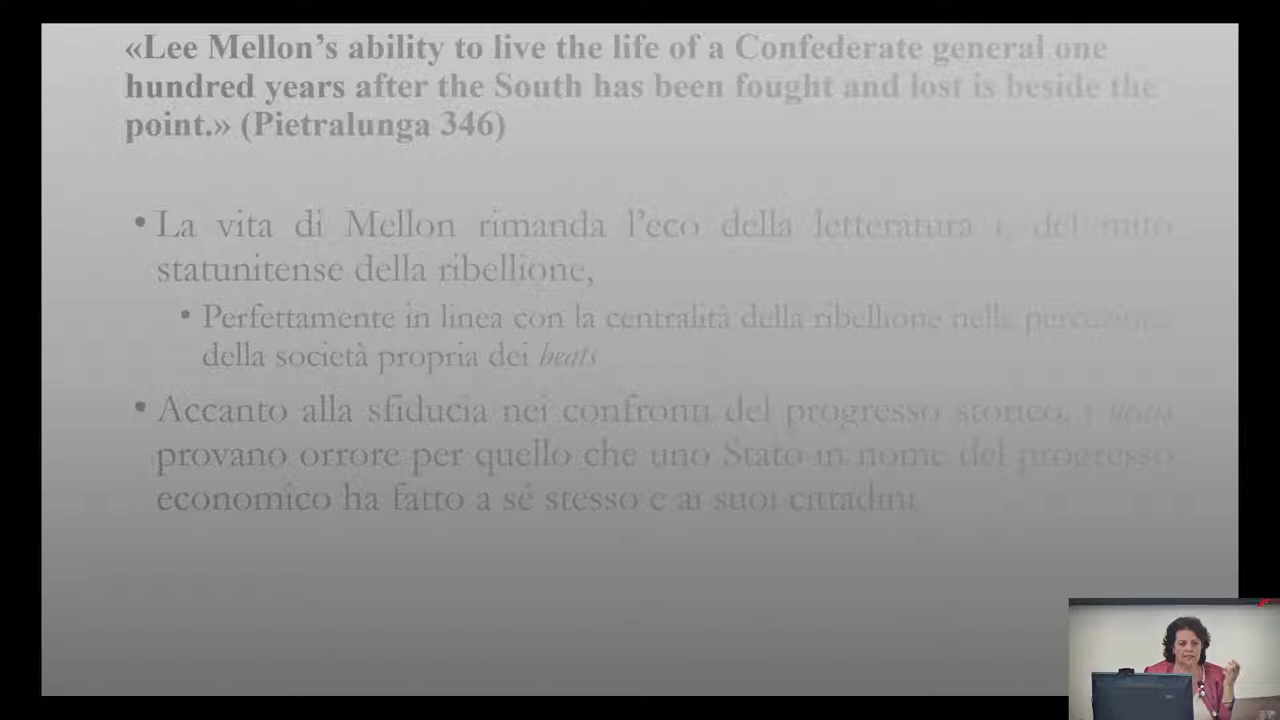 «Lee Mellon's ability to live the life of a Confederate general one
hundred years after the South has been fought and lost is beside the
point.» (Pietralunga 346)
• La vita di Mellon rimanda l'eco della letteratura e del mito
statunitense della ribellione,
• Perfettamente in linea con la centralità della ribellione nella percezione
della società propria dei beats
• Accanto alla sfiducia nei confronti del progresso storico, i beats
provano orrore per quello che uno Stato in nome del progresso
economico ha fatto a sé stesso e ai suoi cittadini